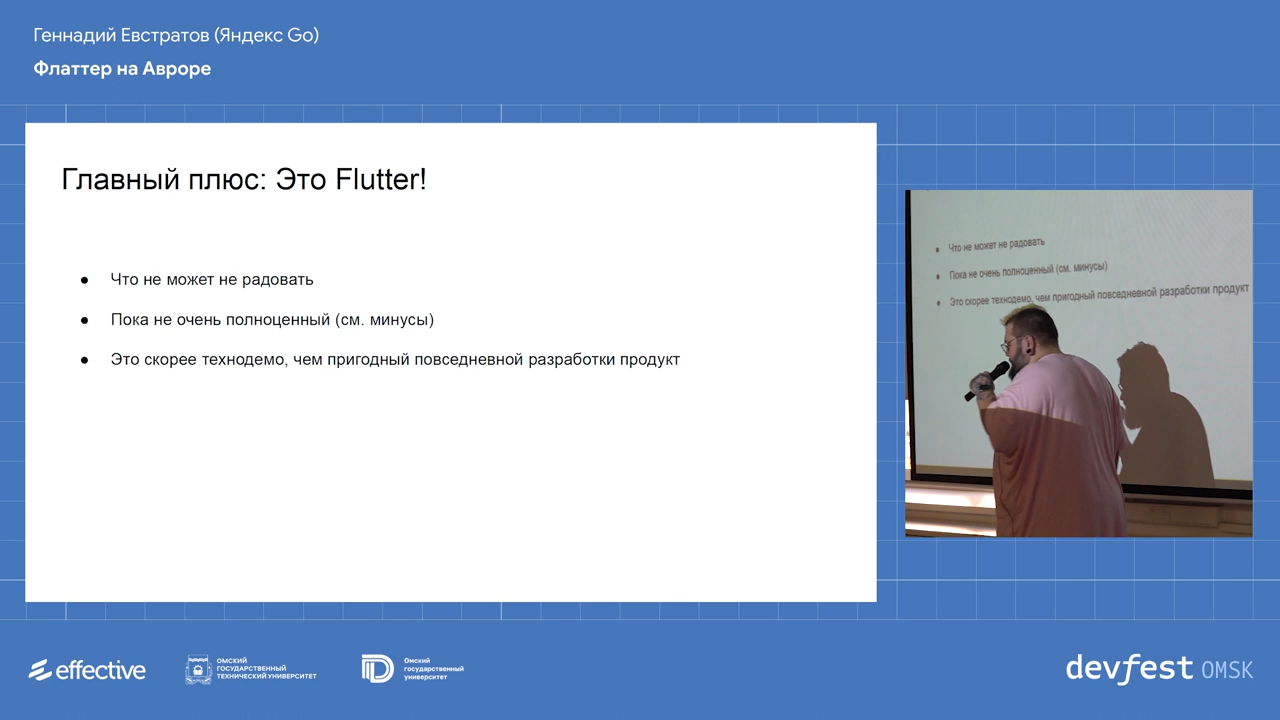 Геннадий Евстратов (Яндекс Go)
Флаттер на Авроре
Главный плюс: Это Flutter!
● Что не может не радовать
● Пока не очень полноценный (см. минусы)
● Это скорее технодемо, чем пригодный повседневной разработки продукт
● Что не может не радовать
● Пока не очень полноценный (см. минусы)
● Это скорее технодемо, чем пригодный повседневной разработки продукт
effective
ОМСКИЙ
ГОСУДАРСТВЕННЫЙ
ТЕХНИЧЕСКИЙ УНИВЕРСИТЕТ
Омский
государственный
университет
devfest OMSK